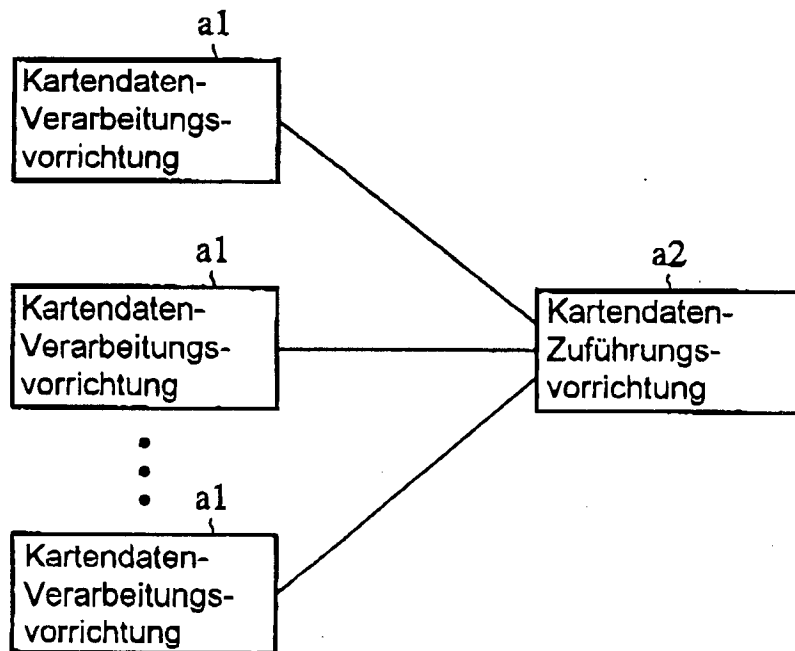 a1
Kartendaten-
Verarbeitungs-
vorrichtung
a1
Kartendaten-
Verarbeitungs-
vorrichtung
a2
Kartendaten-
Zuführungs-
vorrichtung
a1
Kartendaten-
Verarbeitungs-
vorrichtung